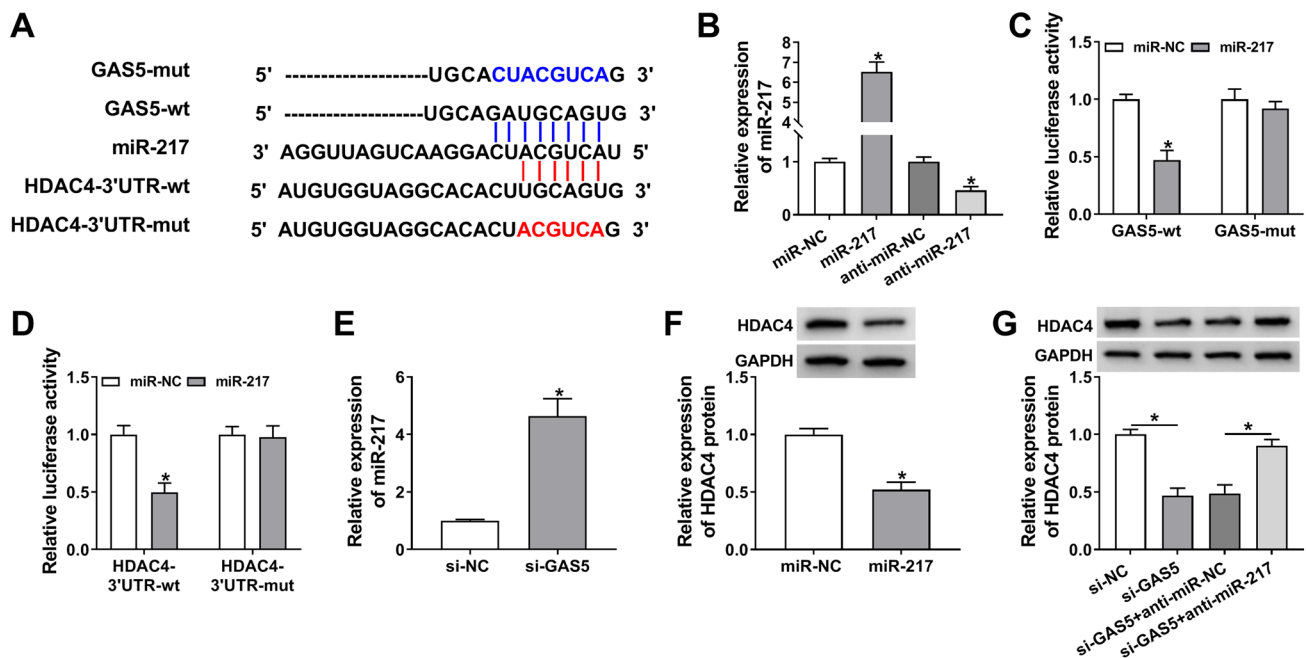 A
GAS5-mut 5' -------------------UGCACUACGUCAG 3'
GAS5-wt 5' -------------------UGCAGAUGCAGUG 3'
miR-217 3' AGGUUAGUCAAGGACUACGUCAU 5'
HDAC4-3'UTR-wt 5' AUGUGGUAGGCACACUUGCAGUG 3'
HDAC4-3'UTR-mut 5' AUGUGGUAGGCACACUACGUCAG 3'
B
Relative expression
of miR-217
8
7
6
5
4
2
1
0
*
*
miR-NC
miR-217
anti-miR-NC
anti-miR-217
C
Relative luciferase activity
miR-NC miR-217
1.5
1.0
0.5
0.0
*
GAS5-wt GAS5-mut
D
Relative luciferase activity
miR-NC miR-217
1.5
1.0
0.5
0.0
*
HDAC4-
3'UTR-wt
HDAC4-
3'UTR-mut
E
Relative expression
of miR-217
6
4
2
0
*
si-NC si-GAS5
F
HDAC4
GAPDH
Relative expression
of HDAC4 protein
1.5
1.0
0.5
0.0
*
miR-NC miR-217
G
HDAC4
GAPDH
Relative expression
of HDAC4 protein
1.5
1.0
0.5
0.0
*
*
si-NC
si-GAS5
si-GAS5+anti-miR-NC
si-GAS5+anti-miR-217